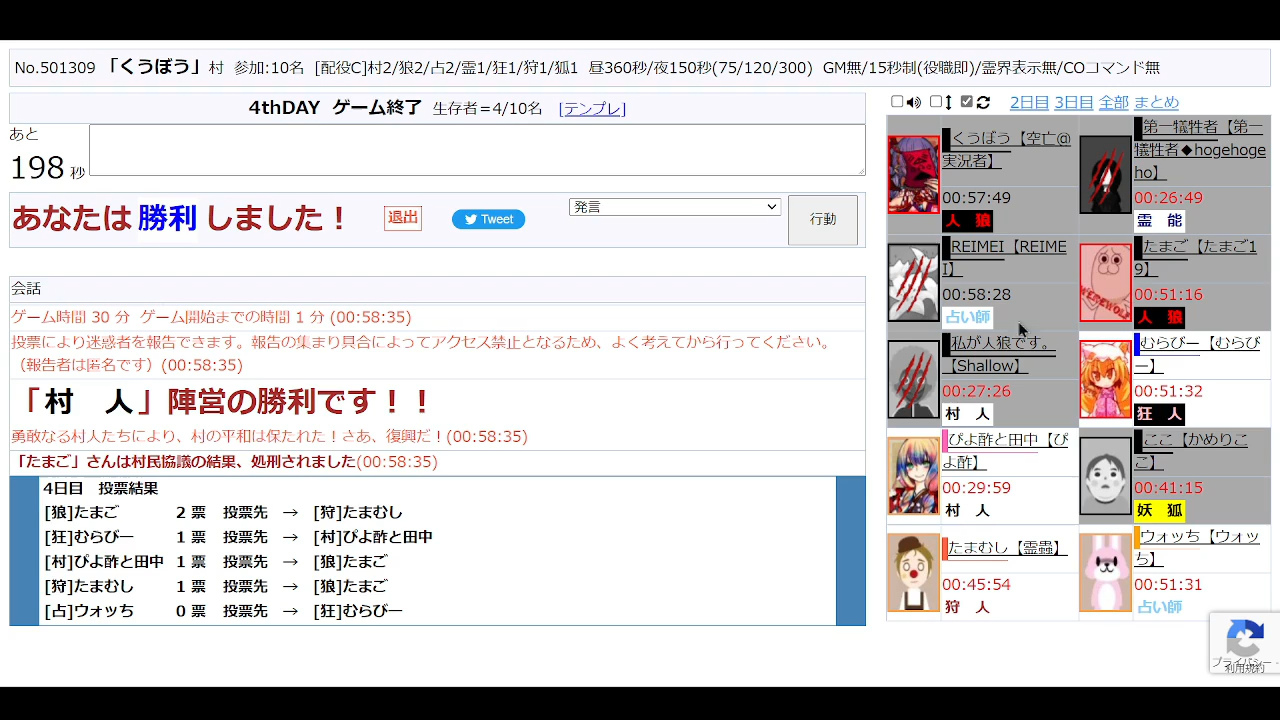 No.501309 「くうぼう」村 参加:10名 [配役C]村2/狼2/占2/霊1/狂1/狩1/狐1 昼360秒/夜150秒(75/120/300) GM無/15秒制(役職即)/霊界表示無/COコマンド無
4thDAY ゲーム終了 生存者=4/10名 [テンプレ]
あと
198 秒
あなたは 勝利 しました！
退出
Tweet
発言
行動
会話
ゲーム時間 30 分 ゲーム開始までの時間 1 分 (00:58:35)
投票により迷惑者を報告できます。報告の集まり具合によってアクセス禁止となるため、よく考えてから行ってください。
（報告者は匿名です）(00:58:35)
「村 人」陣営の勝利です！！
勇敢なる村人たちにより、村の平和は保たれた！さあ、復興だ！(00:58:35)
「たまご」さんは村民協議の結果、処刑されました(00:58:35)
4日目 投票結果
[狼]たまご 2 票 投票先 → [狩]たまむし
[狂]むらびー 1 票 投票先 → [村]ぴよ酢と田中
[村]ぴよ酢と田中 1 票 投票先 → [狼]たまご
[狩]たまむし 1 票 投票先 → [狼]たまご
[占]ウォッち 0 票 投票先 → [狂]むらびー
2日目 3日目 全部 まとめ
くうぼう【空亡@
実況者】
00:57:49
人 狼
第一犠牲者【第一
犠牲者◆hogehoge
ho】
00:26:49
霊 能
REIMEI【REIME
I】
00:58:28
占い師
たまご【たまご1
9】
00:51:16
人 狼
WEREWOLF
私が人狼です。
【Shallow】
00:27:26
村 人
むらびー【むらび
ー】
00:51:32
狂 人
ぴよ酢と田中【ぴ
よ酢】
00:29:59
村 人
ここ【かめりこ
こ】
00:41:15
妖 狐
たまむし【霊蟲】
00:45:54
狩 人
ウォッち【ウォッ
ち】
00:51:31
占い師
プライバシー -
利用規約